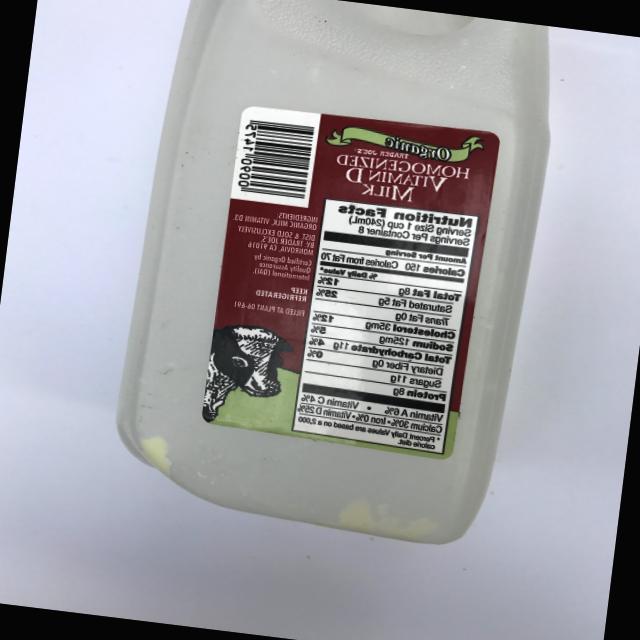 Organic
TRADER JOE'S
HOMOGENIZED
VITAMIN D
MILK
Nutrition Facts
Serving Size 1 cup (240mL)
Servings Per Container 8
Amount Per Serving
Calories 150 Calories from Fat 70
% Daily Value*
Total Fat 8g 12%
Saturated Fat 5g 25%
Trans Fat 0g
Cholesterol 35mg 12%
Sodium 125mg 5%
Total Carbohydrate 11g 4%
Dietary Fiber 0g 0%
Sugars 11g
Protein 8g
Vitamin A 6% • Vitamin C 4%
Calcium 30% • Iron 0% • Vitamin D 25%
* Percent Daily Values are based on a 2,000
calorie diet.
INGREDIENTS:
ORGANIC MILK, VITAMIN D3.
DIST. & SOLD EXCLUSIVELY
BY TRADER JOE'S
MONROVIA, CA 91016
Certified Organic by
Quality Assurance
International (QAI).
KEEP
REFRIGERATED
FILLED AT PLANT 06-691